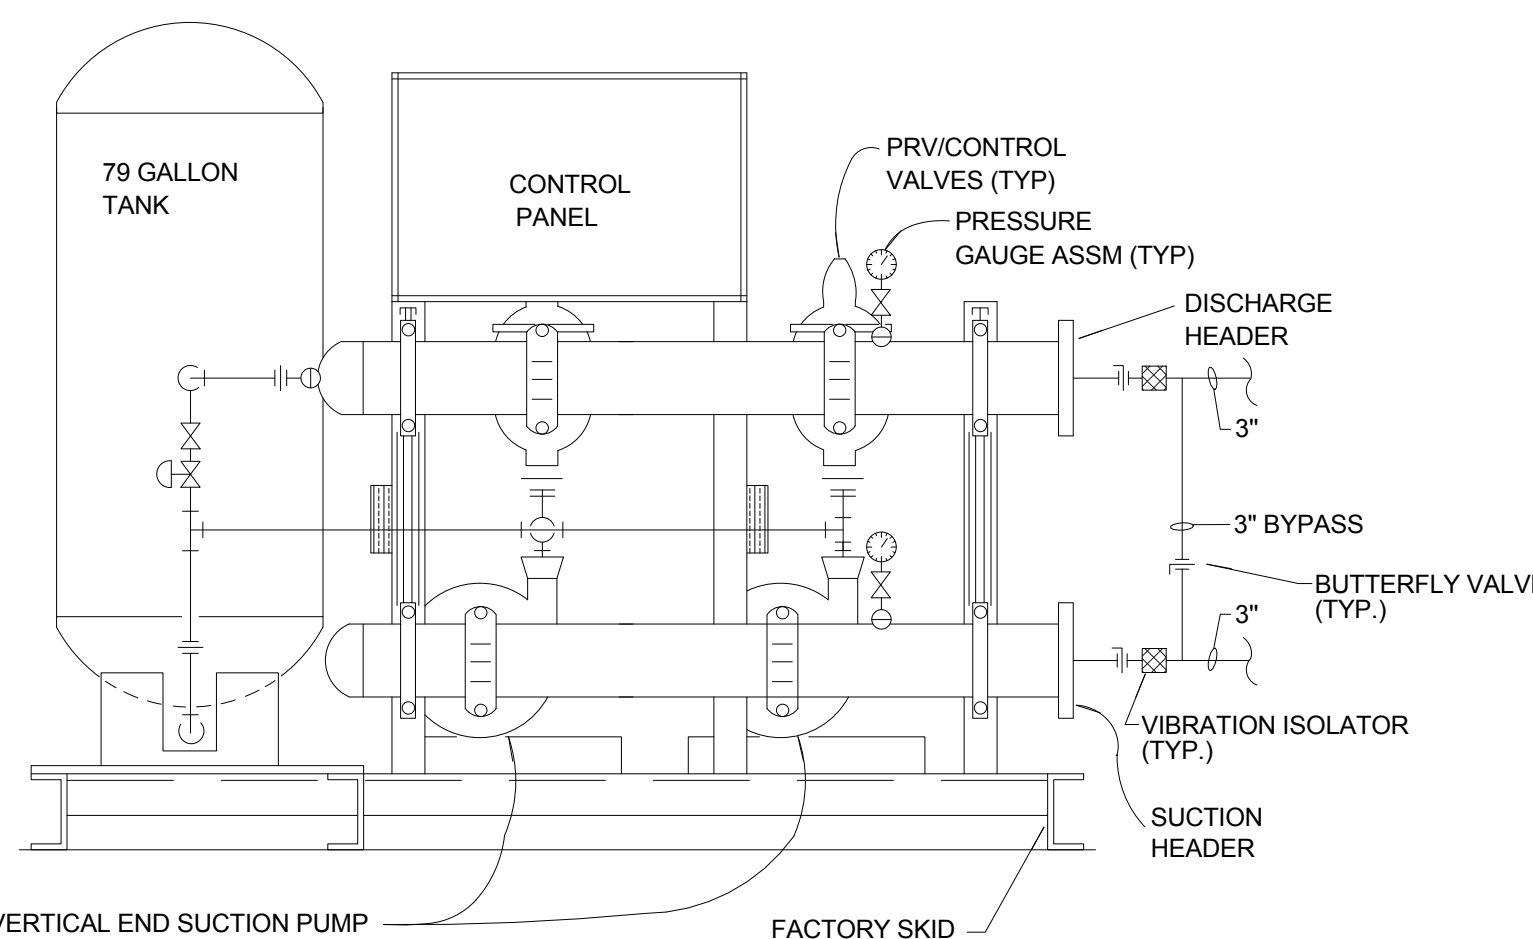 79 GALLON
TANK
CONTROL
PANEL
PRV/CONTROL
VALVES (TYP)
PRESSURE
GAUGE ASSM (TYP)
DISCHARGE
HEADER
3"
3" BYPASS
BUTTERFLY VALV
(TYP.)
3"
VIBRATION ISOLATOR
(TYP.)
SUCTION
HEADER
VERTICAL END SUCTION PUMP
FACTORY SKID